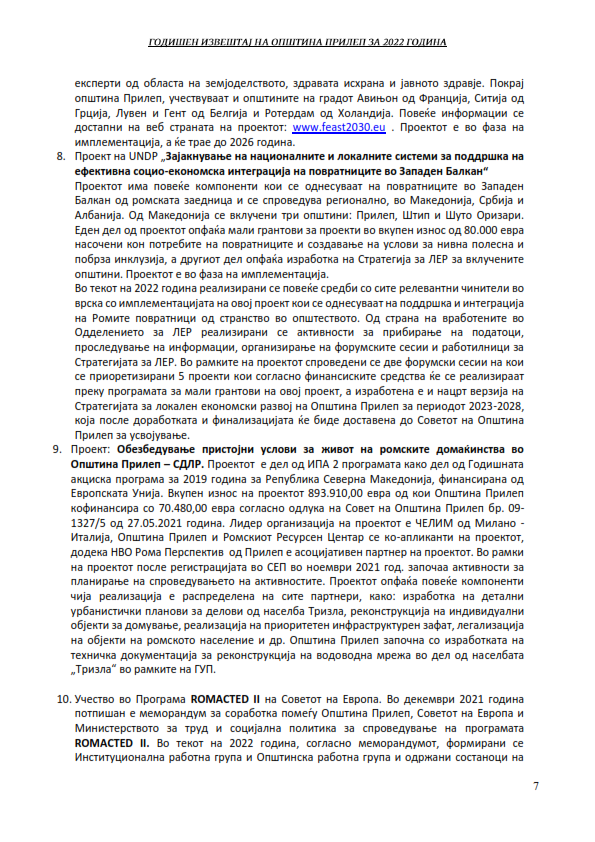 ГОДИШЕН ИЗВЕШТАЈ НА ОПШТИНА ПРИЛЕП ЗА 2022 ГОДИНА
експерти од областа на земјоделството, здравата исхрана и јавното здравје. Покрај
општина Прилеп, учествуваат и општините на градот Авињон од Франција, Ситија од
Грција, Лувен и Гент од Белгија и Ротердам од Холандија. Повеќе информации се
достапни на веб страната на проектот: www.feast2030.eu . Проектот е во фаза на
имплементација, а ќе трае до 2026 година.
8. Проект на UNDP „Зајакнување на националните и локалните системи за поддршка на
ефективна социо-економска интеграција на повратниците во Западен Балкан“
Проектот има повеќе компоненти кои се однесуваат на повратниците во Западен
Балкан од ромската заедница и се спроведува регионално, во Македонија, Србија и
Албанија. Од Македонија се вклучени три општини: Прилеп, Штип и Шуто Оризари.
Еден дел од проектот опфаќа мали грантови за проекти во вкупен износ од 80.000 евра
насочени кон потребите на повратниците и создавање на услови за нивна полесна и
побрза инклузија, а другиот дел опфаќа изработка на Стратегија за ЛЕР за вклучените
општини. Проектот е во фаза на имплементација.
Во текот на 2022 година реализирани се повеќе средби со сите релевантни чинители во
врска со имплементацијата на овој проект кои се однесуваат на поддршка и интеграција
на Ромите повратници од странство во општеството. Од страна на вработените во
Одделението за ЛЕР реализирани се активности за прибирање на податоци,
проследување на информации, организирање на форумските сесии и работилници за
Стратегијата за ЛЕР. Во рамките на проектот спроведени се две форумски сесии на кои
се приоретизирани 5 проекти кои согласно финансиските средства ќе се реализираат
преку програмата за мали грантови на овој проект, а изработена е и нацрт верзија на
Стратегијата за локален економски развој на Општина Прилеп за периодот 2023-2028,
која после доработката и финализацијата ќе биде доставена до Советот на Општина
Прилеп за усвојување.
9. Проект: Обезбедување пристојни услови за живот на ромските домаќинства во
Општина Прилеп – СДЛР. Проектот е дел од ИПА 2 програмата како дел од Годишната
акциска програма за 2019 година за Република Северна Македонија, финансирана од
Европската Унија. Вкупен износ на проектот 893.910,00 евра од кои Општина Прилеп
кофинансира со 70.480,00 евра согласно одлука на Совет на Општина Прилеп бр. 09-
1327/5 од 27.05.2021 година. Лидер организација на проектот е ЧЕЛИМ од Милано -
Италија, Општина Прилеп и Ромскиот Ресурсен Центар се ко-апликанти на проектот,
додека НВО Рома Перспектив од Прилеп е асоцијативен партнер на проектот. Во рамки
на проектот после регистрацијата во СЕП во ноември 2021 год. започаа активности за
планирање на спроведувањето на активностите. Проектот опфаќа повеќе компоненти
чија реализација е распределена на сите партнери, како: изработка на детални
урбанистички планови за делови од населба Тризла, реконструкција на индивидуални
објекти за домување, реализација на приоритетен инфраструктурен зафат, легализација
на објекти на ромското население и др. Општина Прилеп започна со изработката на
техничка документација за реконструкција на водоводна мрежа во дел од населбата
„Тризла“ во рамките на ГУП.
10. Учество во Програма ROMACTED II на Советот на Европа. Во декември 2021 година
потпишан е меморандум за соработка помеѓу Општина Прилеп, Советот на Европа и
Министерството за труд и социјална политика за спроведување на програмата
ROMACTED II. Во текот на 2022 година, согласно меморандумот, формирани се
Институционална работна група и Општинска работна група и одржани состаноци на
7